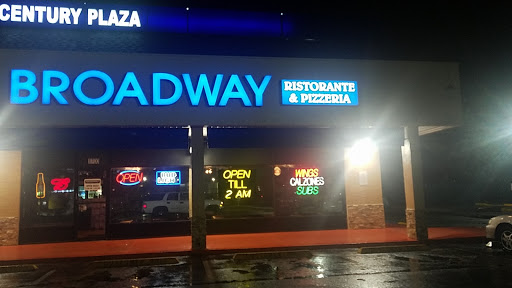 CENTURY PLAZA
BROADWAY
RISTORANTE
& PIZZERIA
OPEN
OPEN
TILL
2 AM
WINGS
CALZONES
SUBS